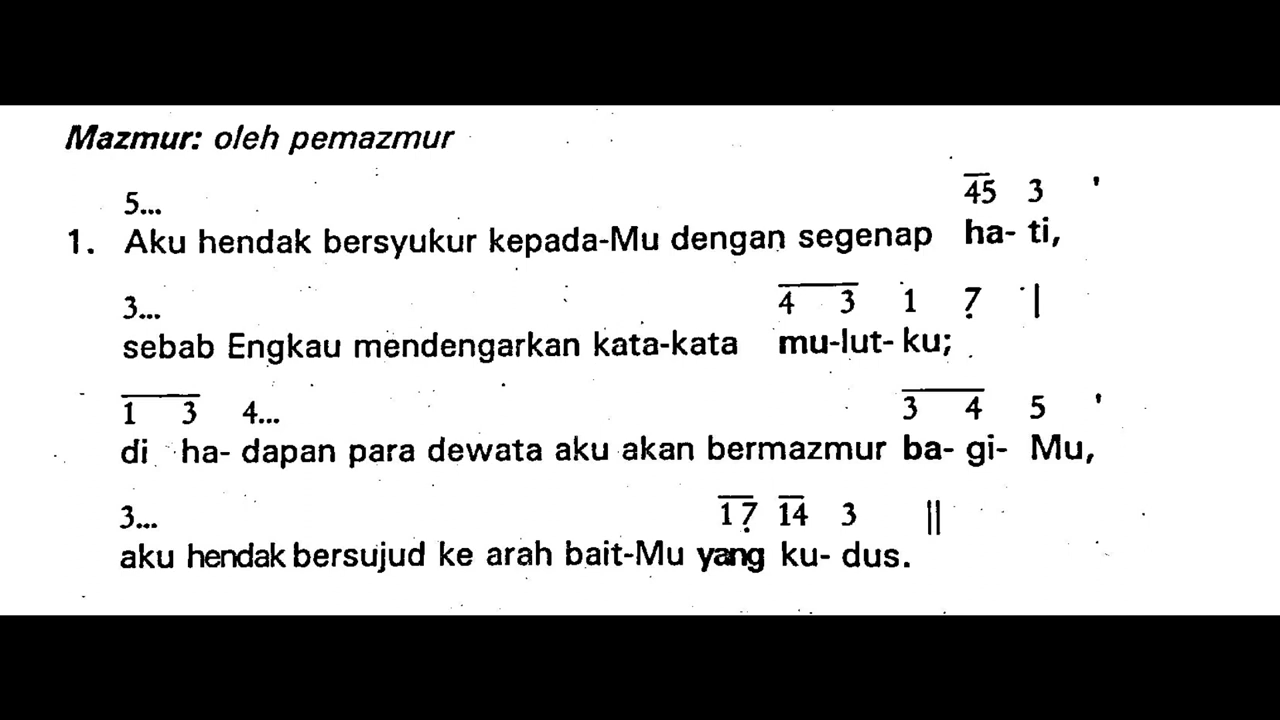 Mazmur: oleh pemazmur
5... 45 3 '
1. Aku hendak bersyukur kepada-Mu dengan segenap ha- ti,
3... 4 3 1 7̣ |
sebab Engkau mendengarkan kata-kata mu-lut- ku;
1 3 4... 3 4 5 '
di ha- dapan para dewata aku akan bermazmur ba- gi- Mu,
3... 17̣ 14 3 ||
aku hendak bersujud ke arah bait-Mu yang ku- dus.